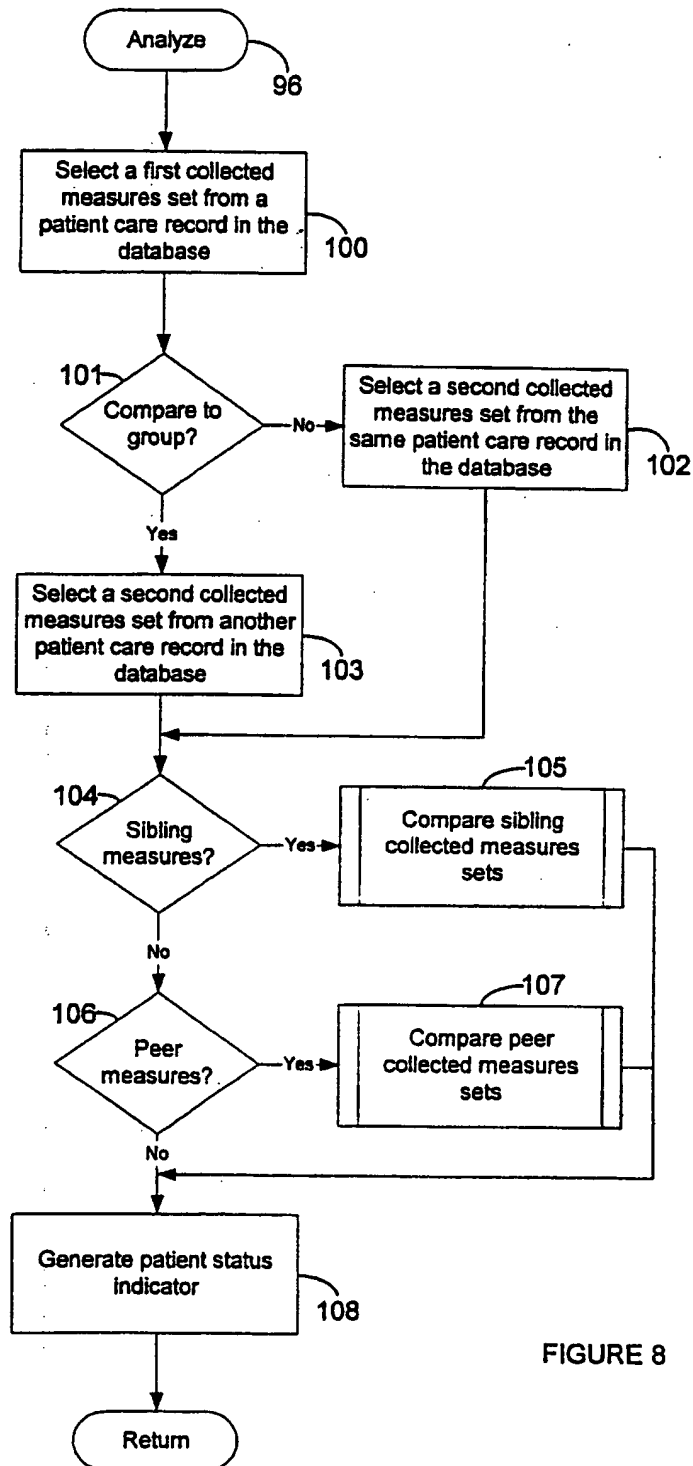 Analyze
96
Select a first collected
measures set from a
patient care record in the
database
100
101
Compare to
group?
No
Select a second collected
measures set from the
same patient care record in
the database
102
Yes
Select a second collected
measures set from another
patient care record in the
database
103
104
Sibling
measures?
Yes
105
Compare sibling
collected measures
sets
No
106
Peer
measures?
Yes
107
Compare peer
collected measures
sets
No
Generate patient status
indicator
108
FIGURE 8
Return